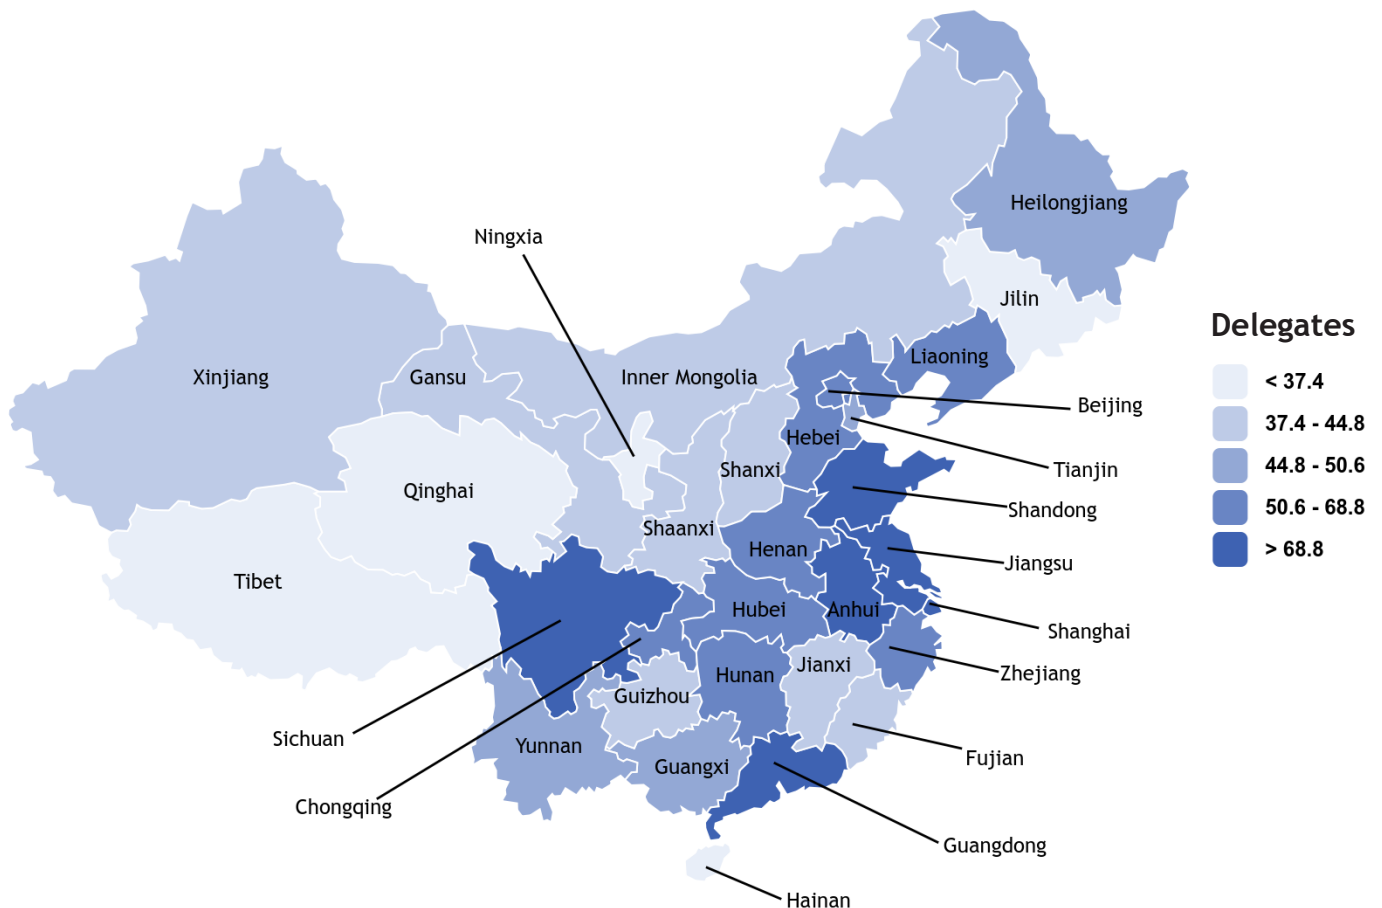 Heilongjiang
Ningxia
Jilin
Delegates
Liaoning
Xinjiang
Gansu
Inner Mongolia
< 37.4
Beijing
37.4 - 44.8
Hebei
44.8 - 50.6
Tianjin
Shanxi
Qinghai
50.6 - 68.8
Shandong
Shaanxi
Henan
> 68.8
Jiangsu
Tibet
Hubei
Anhui
Shanghai
Jianxi
Zhejiang
Hunan
Guizhou
Sichuan
Yunnan
Fujian
Guangxi
Chongqing
Guangdong
Hainan